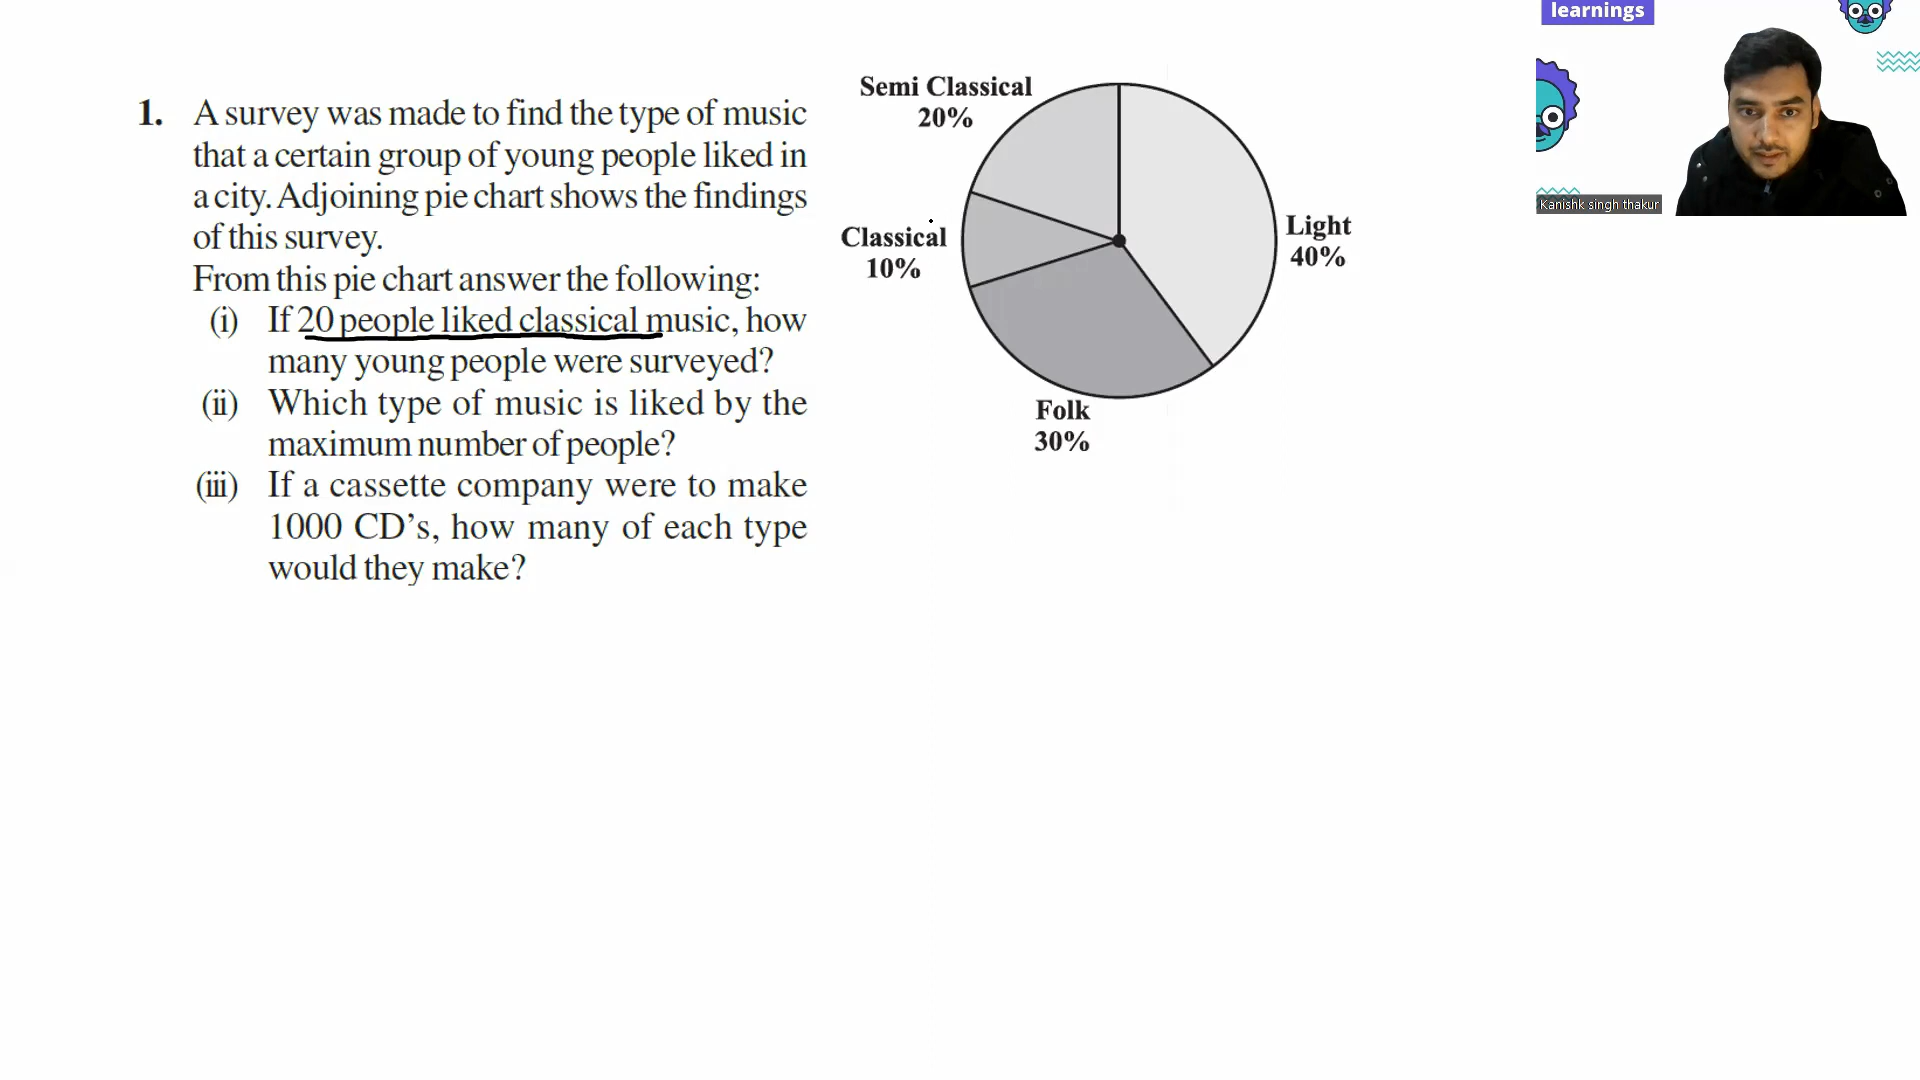 learnings
Kanishk singh thakur
1. A survey was made to find the type of music
that a certain group of young people liked in
a city. Adjoining pie chart shows the findings
of this survey.
From this pie chart answer the following:
(i) If 20 people liked classical music, how
many young people were surveyed?
(ii) Which type of music is liked by the
maximum number of people?
(iii) If a cassette company were to make
1000 CD’s, how many of each type
would they make?
Semi Classical
20%
Classical
10%
Light
40%
Folk
30%